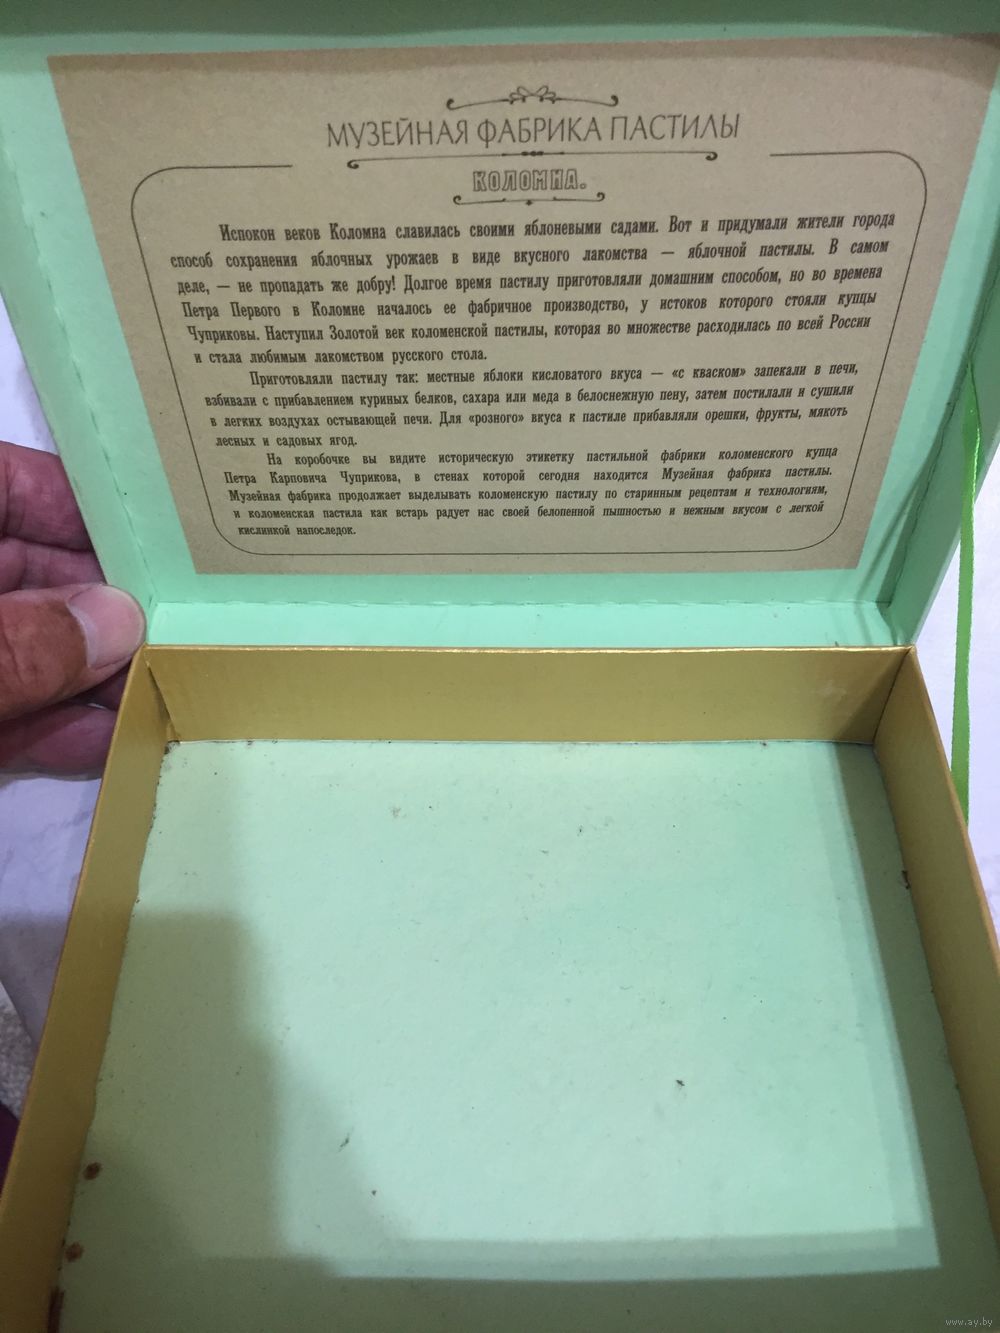 МУЗЕЙНАЯ ФАБРИКА ПАСТИЛЫ
КОЛОМНА.
Испокон веков Коломна славилась своими яблоневыми садами. Вот и придумали жители города
способ сохранения яблочных урожаев в виде вкусного лакомства — яблочной пастилы. В самом
деле, — не пропадать же добру! Долгое время пастилу приготовляли домашним способом, но во времена
Петра Первого в Коломне началось ее фабричное производство, у истоков которого стояли купцы
Чуприковы. Наступил Золотой век коломенской пастилы, которая во множестве расходилась по всей России
и стала любимым лакомством русского стола.
Приготовляли пастилу так: местные яблоки кисловатого вкуса — «с кваском» запекали в печи,
взбивали с прибавлением куриных белков, сахара или меда в белоснежную пену, затем постилали и сушили
в легких воздухах остывающей печи. Для «розного» вкуса к пастиле прибавляли орешки, фрукты, мякоть
лесных и садовых ягод.
На коробочке вы видите историческую этикетку пастильной фабрики коломенского купца
Петра Карповича Чуприкова, в стенах которой сегодня находится Музейная фабрика пастилы.
Музейная фабрика продолжает выделывать коломенскую пастилу по старинным рецептам и технологиям,
и коломенская пастила как встарь радует нас своей белопенной пышностью и нежным вкусом с легкой
кислинкой напоследок.
www.ay.by